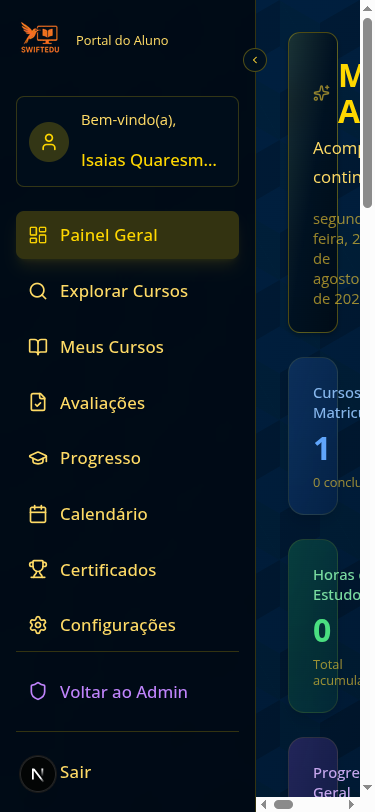 SWIFTEDU
Portal do Aluno
Bem-vindo(a),
Isaias Quaresm...
Painel Geral
Explorar Cursos
Meus Cursos
Avaliações
Progresso
Calendário
Certificados
Configurações
Voltar ao Admin
N
Sair
M
A
Acomp
contin
segund
feira, 2
de
agosto
de 202
Cursos
Matricu
1
0 conclu
Horas
Estudo
0
Total
acumula
Progre
Geral